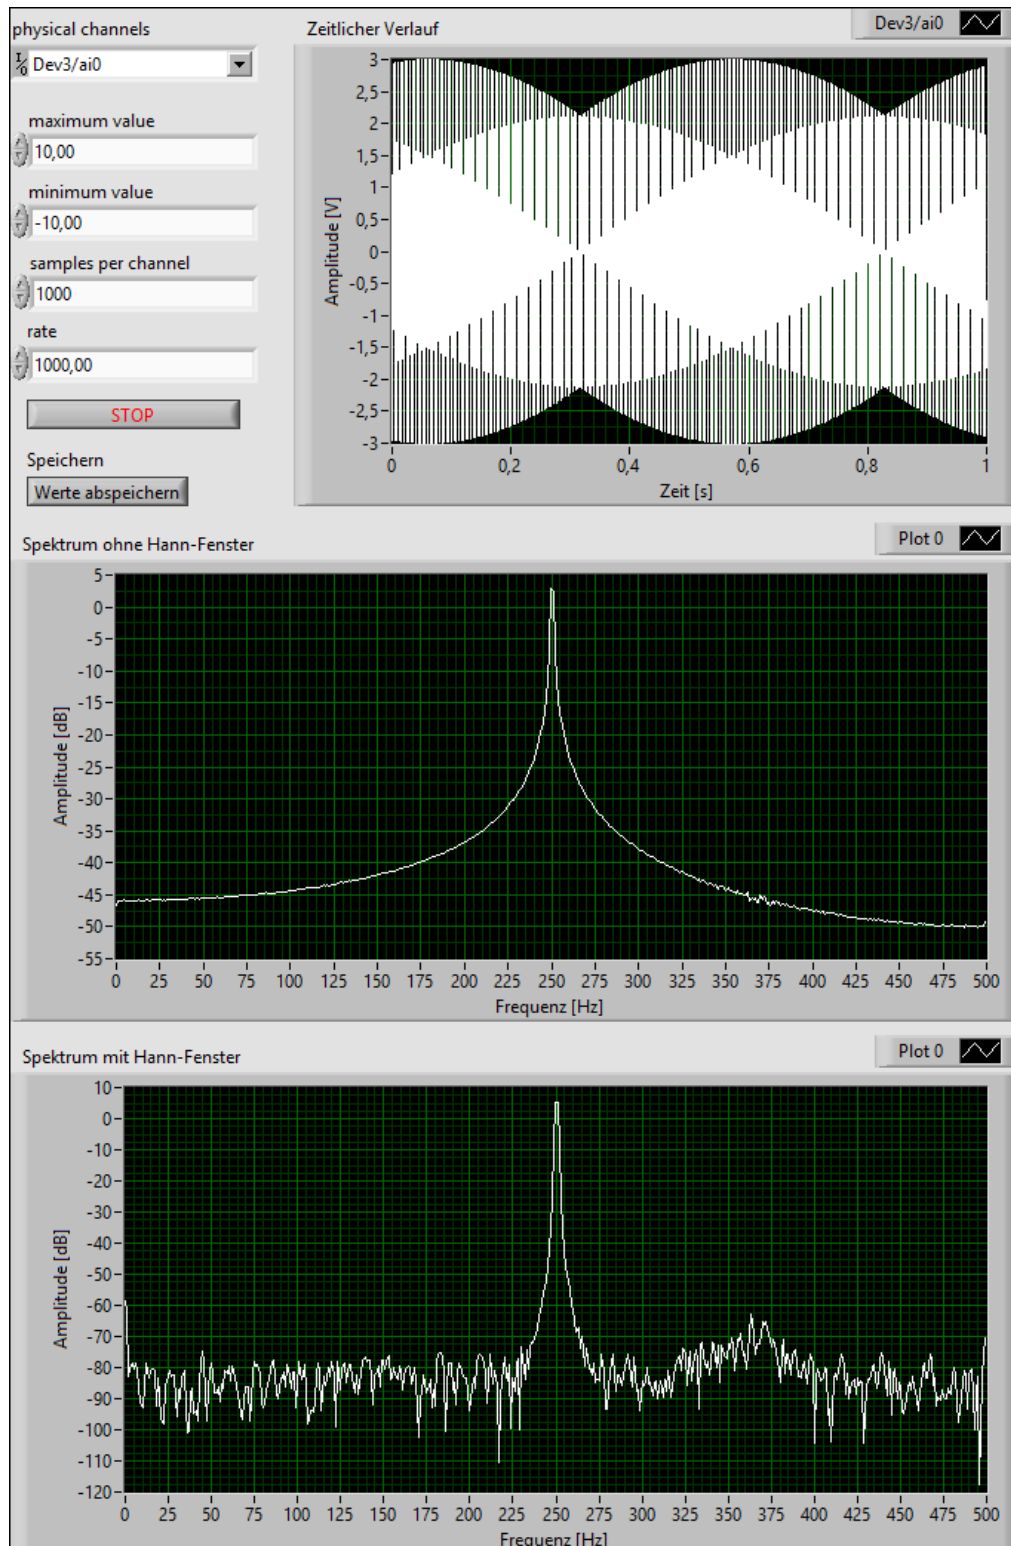 physical channels
Dev3/ai0
maximum value
10,00
minimum value
-10,00
samples per channel
1000
rate
1000,00
STOP
Speichern
Werte abspeichern
Zeitlicher Verlauf
Dev3/ai0
3
2,5
2
1,5
1
0,5
0
-0,5
-1
-1,5
-2
-2,5
-3
Amplitude [V]
0 0,2 0,4 0,6 0,8 1
Zeit [s]
Spektrum ohne Hann-Fenster
Plot 0
5
0
-5
-10
-15
-20
-25
-30
-35
-40
-45
-50
-55
Amplitude [dB]
0 25 50 75 100 125 150 175 200 225 250 275 300 325 350 375 400 425 450 475 500
Frequenz [Hz]
Spektrum mit Hann-Fenster
Plot 0
10
0
-10
-20
-30
-40
-50
-60
-70
-80
-90
-100
-110
-120
Amplitude [dB]
0 25 50 75 100 125 150 175 200 225 250 275 300 325 350 375 400 425 450 475 500
Frequenz [Hz]